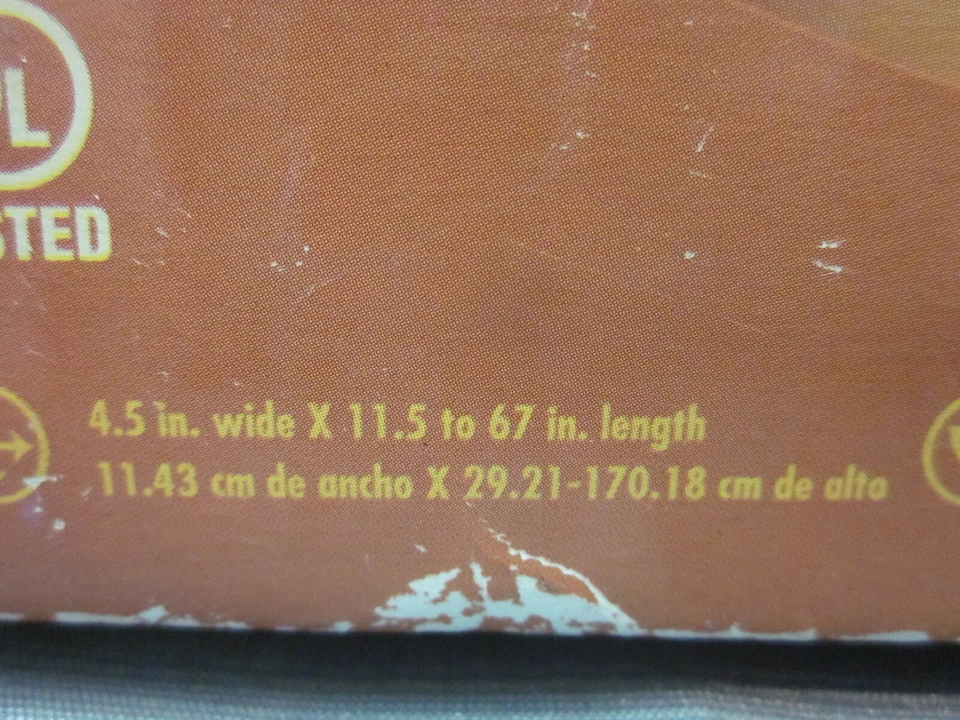 4.5 in. wide X 11.5 to 67 in. length
11.43 cm de ancho X 29.21-170.18 cm de alto